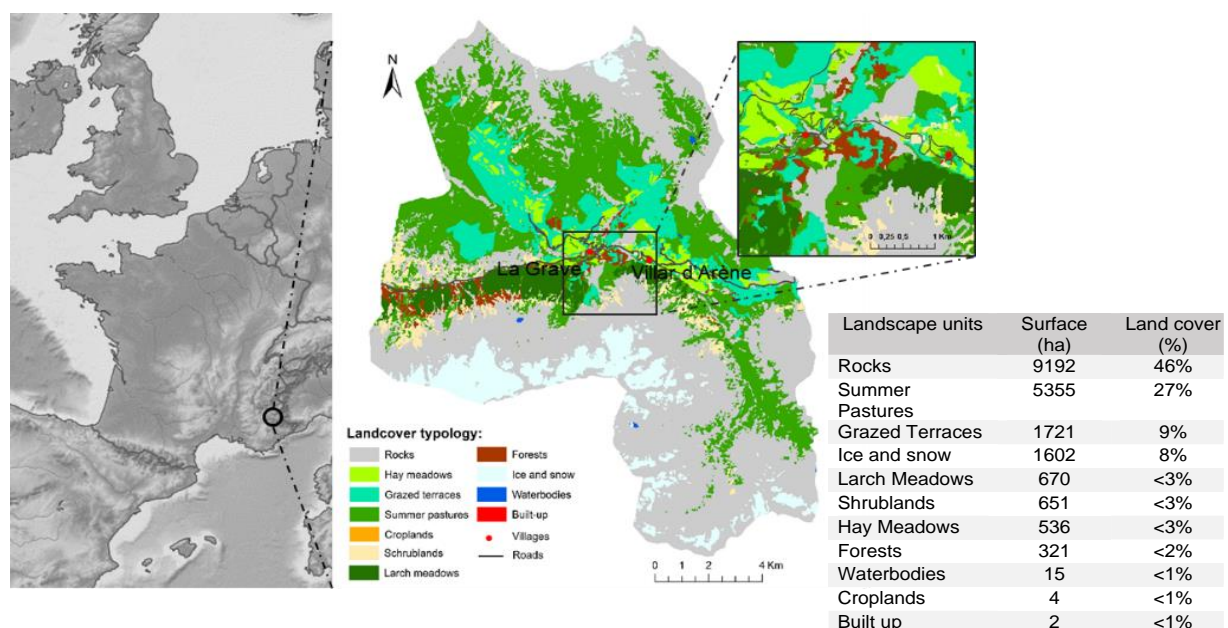 N
0 0,25 0,5 1 Km
La Grave
Villar d'Arène
Landcover typology:
Rocks
Hay meadows
Grazed terraces
Summer pastures
Croplands
Schrublands
Larch meadows
Forests
Ice and snow
Waterbodies
Built-up
Villages
Roads
0 1 2 4 Km
Landscape units Surface (ha) Land cover (%)
Rocks 9192 46%
Summer Pastures 5355 27%
Grazed Terraces 1721 9%
Ice and snow 1602 8%
Larch Meadows 670 <3%
Shrublands 651 <3%
Hay Meadows 536 <3%
Forests 321 <2%
Waterbodies 15 <1%
Croplands 4 <1%
Built up 2 <1%